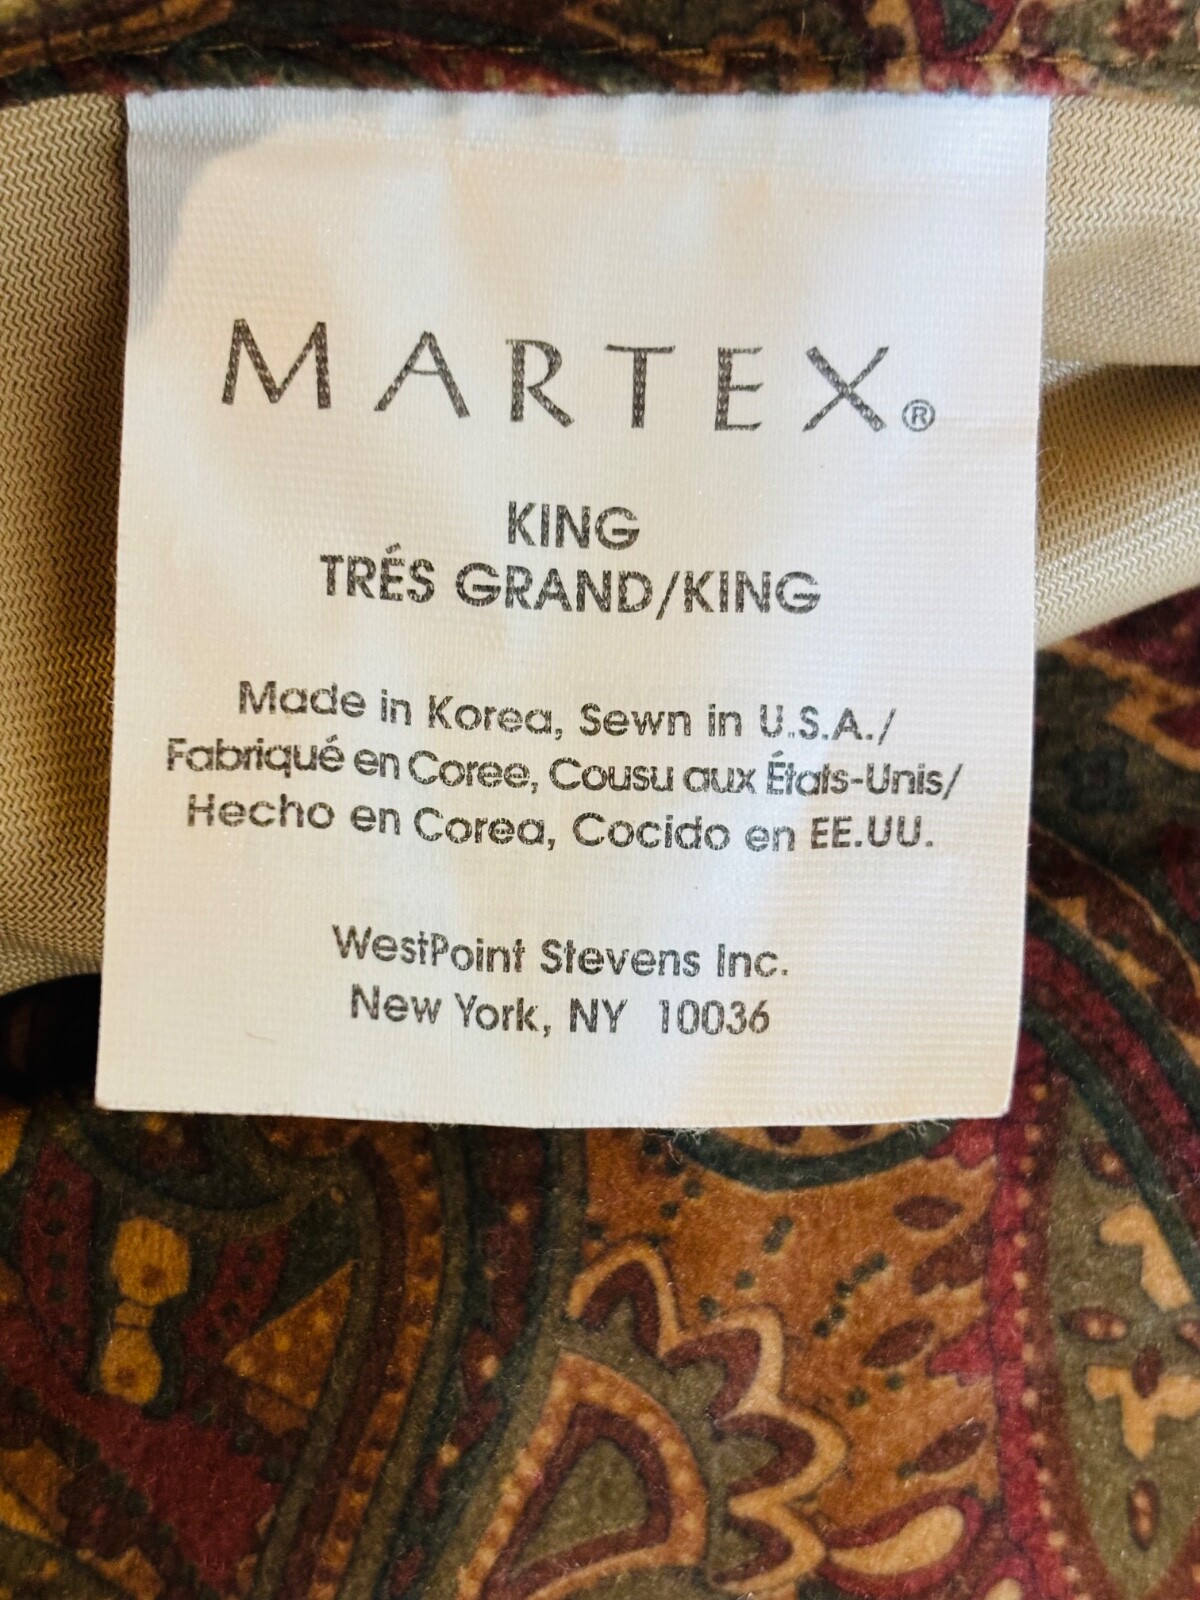 MARTEX®
KING
TRÉS GRAND/KING
Made in Korea, Sewn in U.S.A./
Fabriqué en Coree, Cousu aux États-Unis/
Hecho en Corea, Cocido en EE.UU.
WestPoint Stevens Inc.
New York, NY 10036